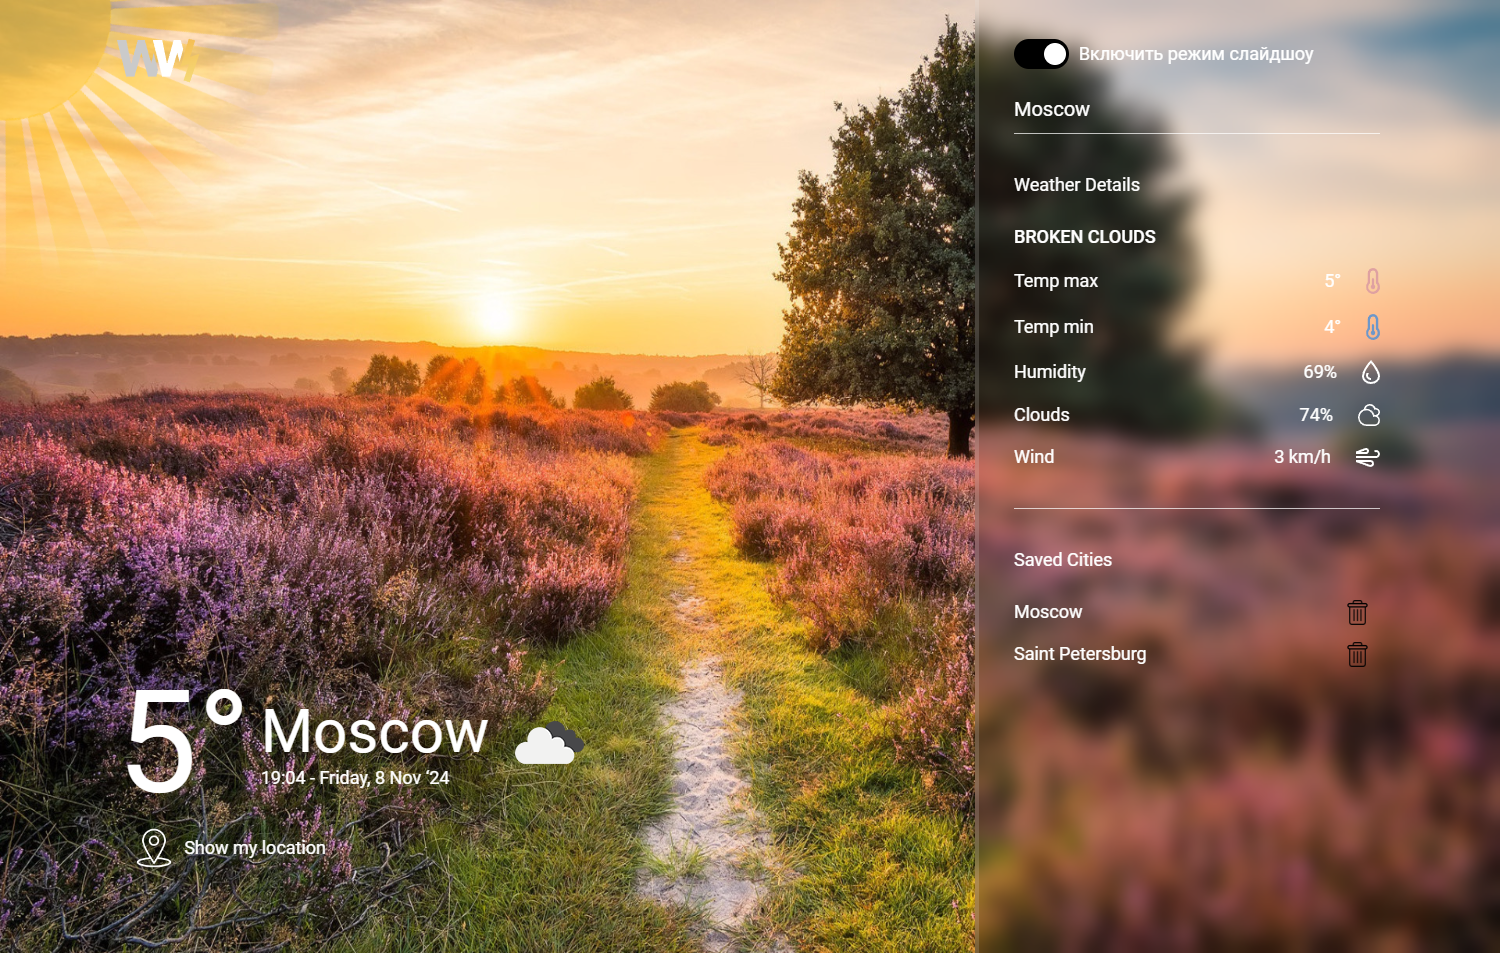 WW
Включить режим слайдшоу
Moscow
Weather Details
BROKEN CLOUDS
Temp max 5°
Temp min 4°
Humidity 69%
Clouds 74%
Wind 3 km/h
Saved Cities
Moscow
Saint Petersburg
5° Moscow
19:04 - Friday, 8 Nov ‘24
Show my location